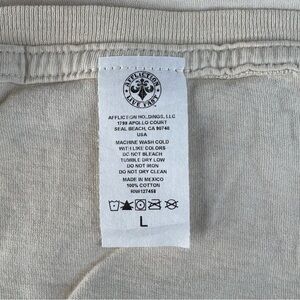 AFFLICTION
LIVE FAST
AFFLICTION HOLDINGS, LLC
1799 APOLLO COURT
SEAL BEACH, CA 90740
USA
MACHINE WASH COLD
WITH LIKE COLORS
DO NOT BLEACH
TUMBLE DRY LOW
DO NOT IRON
DO NOT DRY CLEAN
MADE IN MEXICO
100% COTTON
L